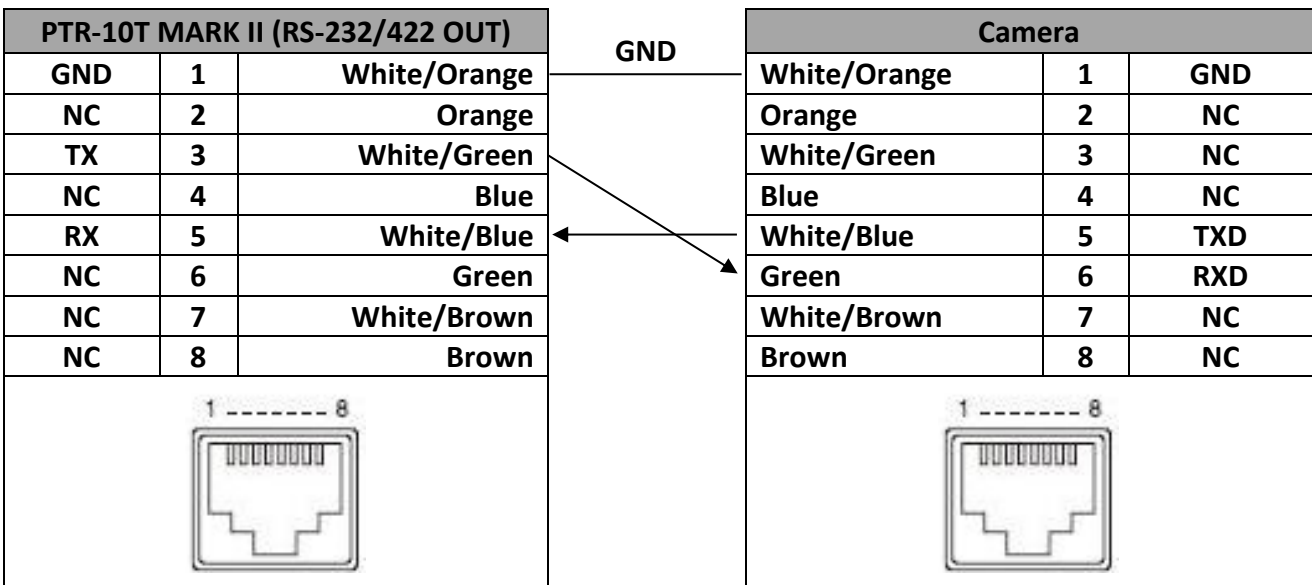 PTR-10T MARK II (RS-232/422 OUT) GND Camera
GND 1 White/Orange White/Orange 1 GND
NC 2 Orange Orange 2 NC
TX 3 White/Green White/Green 3 NC
NC 4 Blue Blue 4 NC
RX 5 White/Blue White/Blue 5 TXD
NC 6 Green Green 6 RXD
NC 7 White/Brown White/Brown 7 NC
NC 8 Brown Brown 8 NC
1 ------- 8 1 ------- 8